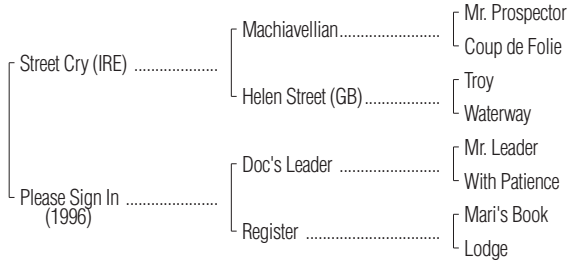 Mr. Prospector
Machiavellian......................
Coup de Folie
Street Cry (IRE) ...................
Troy
Helen Street (GB).................
Waterway
Mr. Leader
Doc's Leader .......................
With Patience
Please Sign In .....................
(1996)
Mari's Book
Register ..............................
Lodge